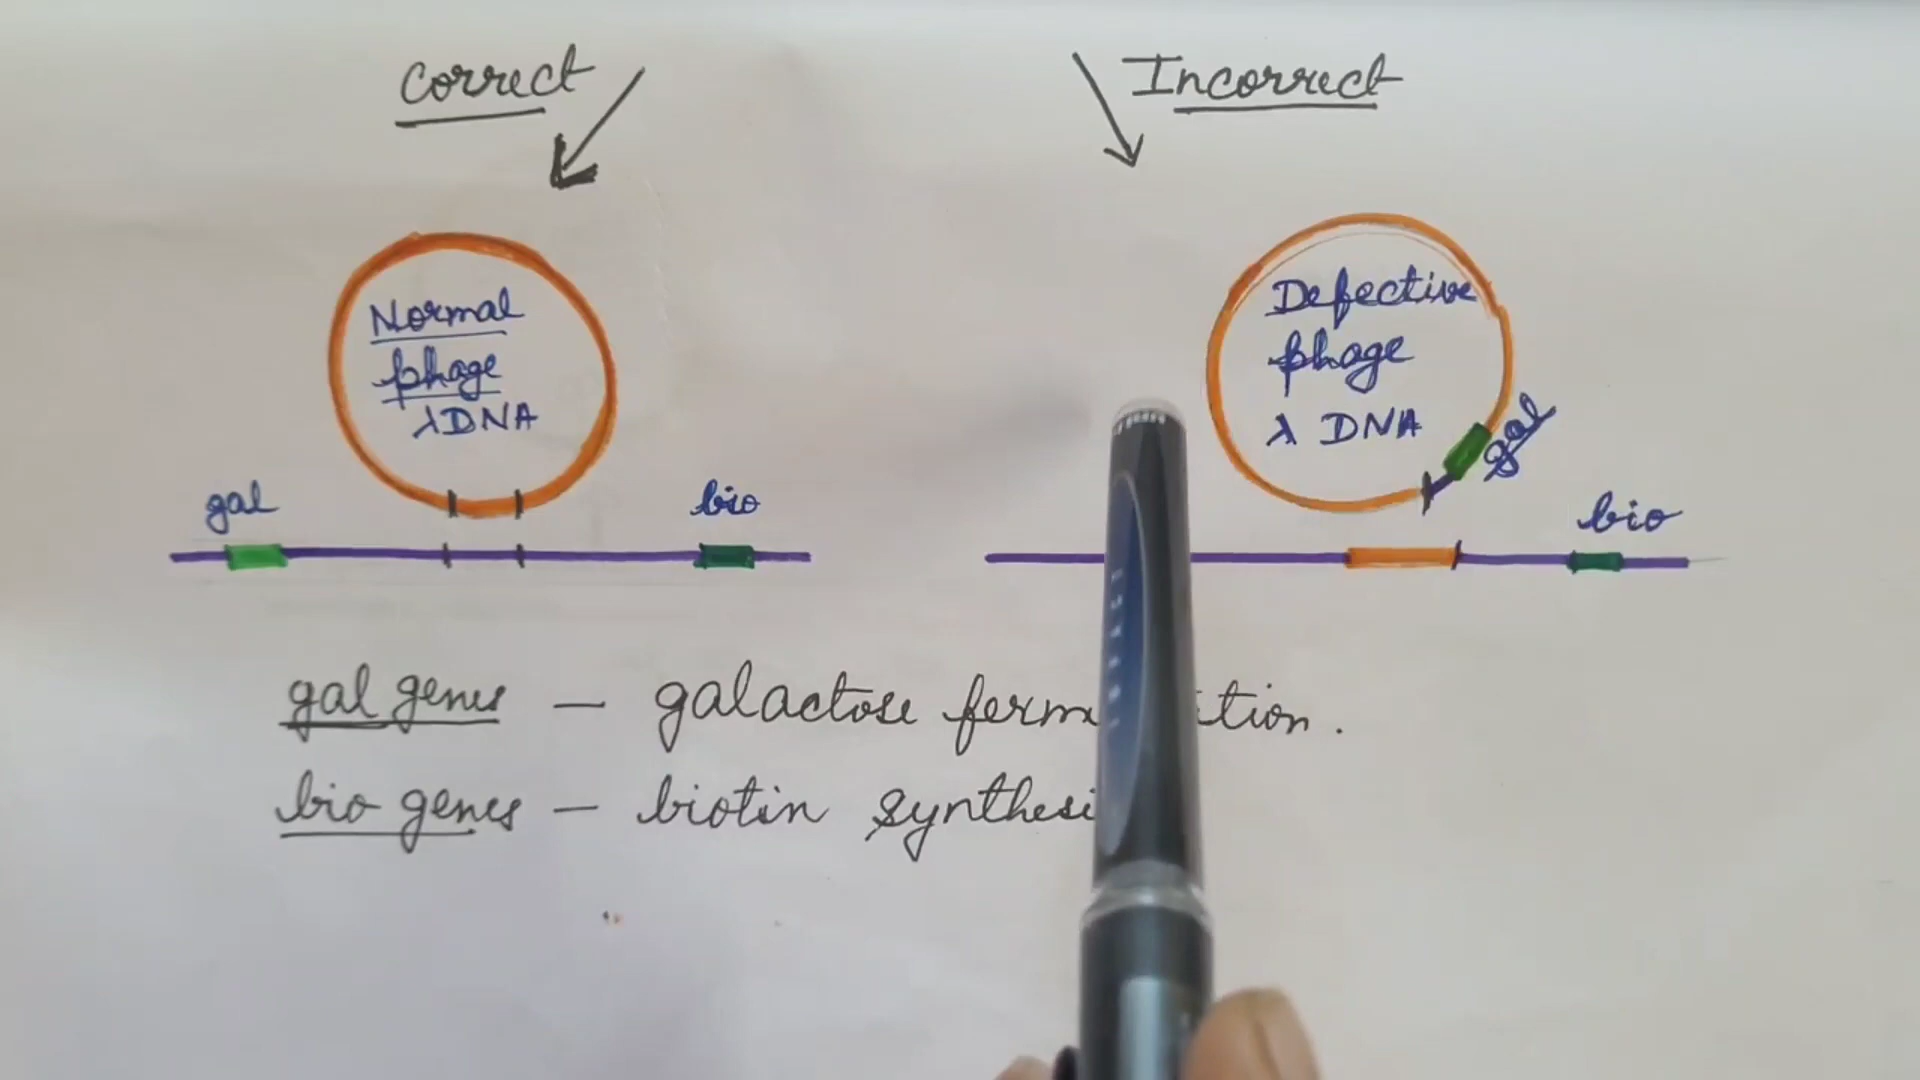 Correct
Incorrect
Normal
phage
λDNA
Defective
phage
λ DNA
gal
gal
bio
bio
gal genes — galactose ferm tion.
bio genes — biotin synthesi